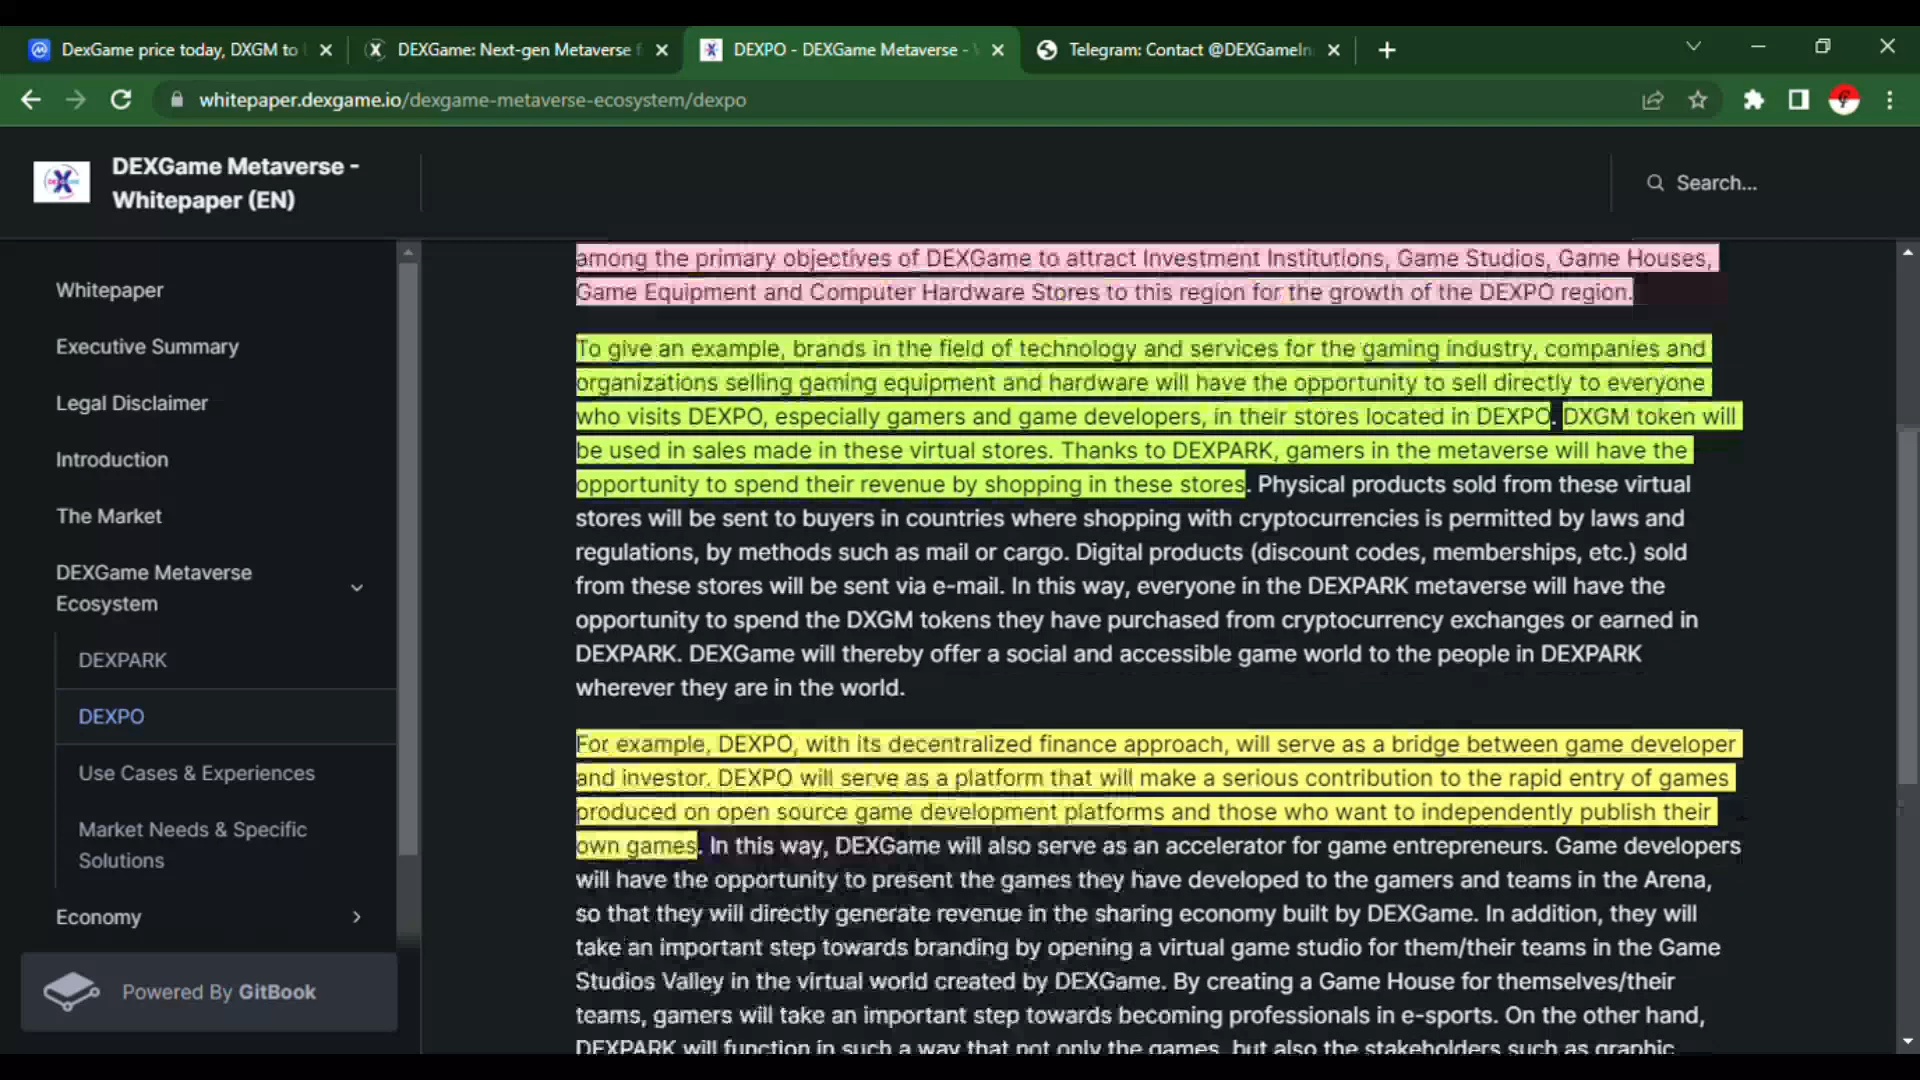 DexGame price today, DXGM to
DEXGame: Next-gen Metaverse f
DEXPO - DEXGame Metaverse -
Telegram: Contact @DEXGameIn
whitepaper.dexgame.io/dexgame-metaverse-ecosystem/dexpo
DEXGame Metaverse -
Whitepaper (EN)
Search...
Whitepaper
Executive Summary
Legal Disclaimer
Introduction
The Market
DEXGame Metaverse
Ecosystem
DEXPARK
DEXPO
Use Cases & Experiences
Market Needs & Specific
Solutions
Economy
Powered By GitBook
among the primary objectives of DEXGame to attract Investment Institutions, Game Studios, Game Houses,
Game Equipment and Computer Hardware Stores to this region for the growth of the DEXPO region.
To give an example, brands in the field of technology and services for the gaming industry, companies and
organizations selling gaming equipment and hardware will have the opportunity to sell directly to everyone
who visits DEXPO, especially gamers and game developers, in their stores located in DEXPO. DXGM token will
be used in sales made in these virtual stores. Thanks to DEXPARK, gamers in the metaverse will have the
opportunity to spend their revenue by shopping in these stores. Physical products sold from these virtual
stores will be sent to buyers in countries where shopping with cryptocurrencies is permitted by laws and
regulations, by methods such as mail or cargo. Digital products (discount codes, memberships, etc.) sold
from these stores will be sent via e-mail. In this way, everyone in the DEXPARK metaverse will have the
opportunity to spend the DXGM tokens they have purchased from cryptocurrency exchanges or earned in
DEXPARK. DEXGame will thereby offer a social and accessible game world to the people in DEXPARK
wherever they are in the world.
For example, DEXPO, with its decentralized finance approach, will serve as a bridge between game developer
and investor. DEXPO will serve as a platform that will make a serious contribution to the rapid entry of games
produced on open source game development platforms and those who want to independently publish their
own games. In this way, DEXGame will also serve as an accelerator for game entrepreneurs. Game developers
will have the opportunity to present the games they have developed to the gamers and teams in the Arena,
so that they will directly generate revenue in the sharing economy built by DEXGame. In addition, they will
take an important step towards branding by opening a virtual game studio for them/their teams in the Game
Studios Valley in the virtual world created by DEXGame. By creating a Game House for themselves/their
teams, gamers will take an important step towards becoming professionals in e-sports. On the other hand,
DEXPARK will function in such a way that not only the games, but also the stakeholders such as graphic